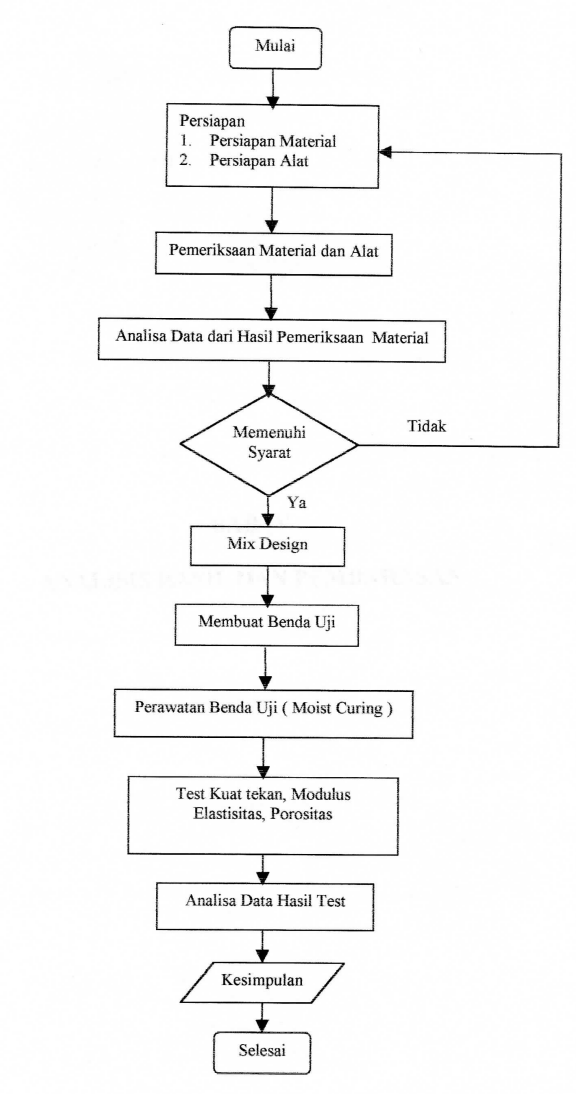 Mulai
Persiapan
1. Persiapan Material
2. Persiapan Alat
Pemeriksaan Material dan Alat
Analisa Data dari Hasil Pemeriksaan Material
Memenuhi
Syarat
Tidak
Ya
Mix Design
Membuat Benda Uji
Perawatan Benda Uji ( Moist Curing )
Test Kuat tekan, Modulus
Elastisitas, Porositas
Analisa Data Hasil Test
Kesimpulan
Selesai